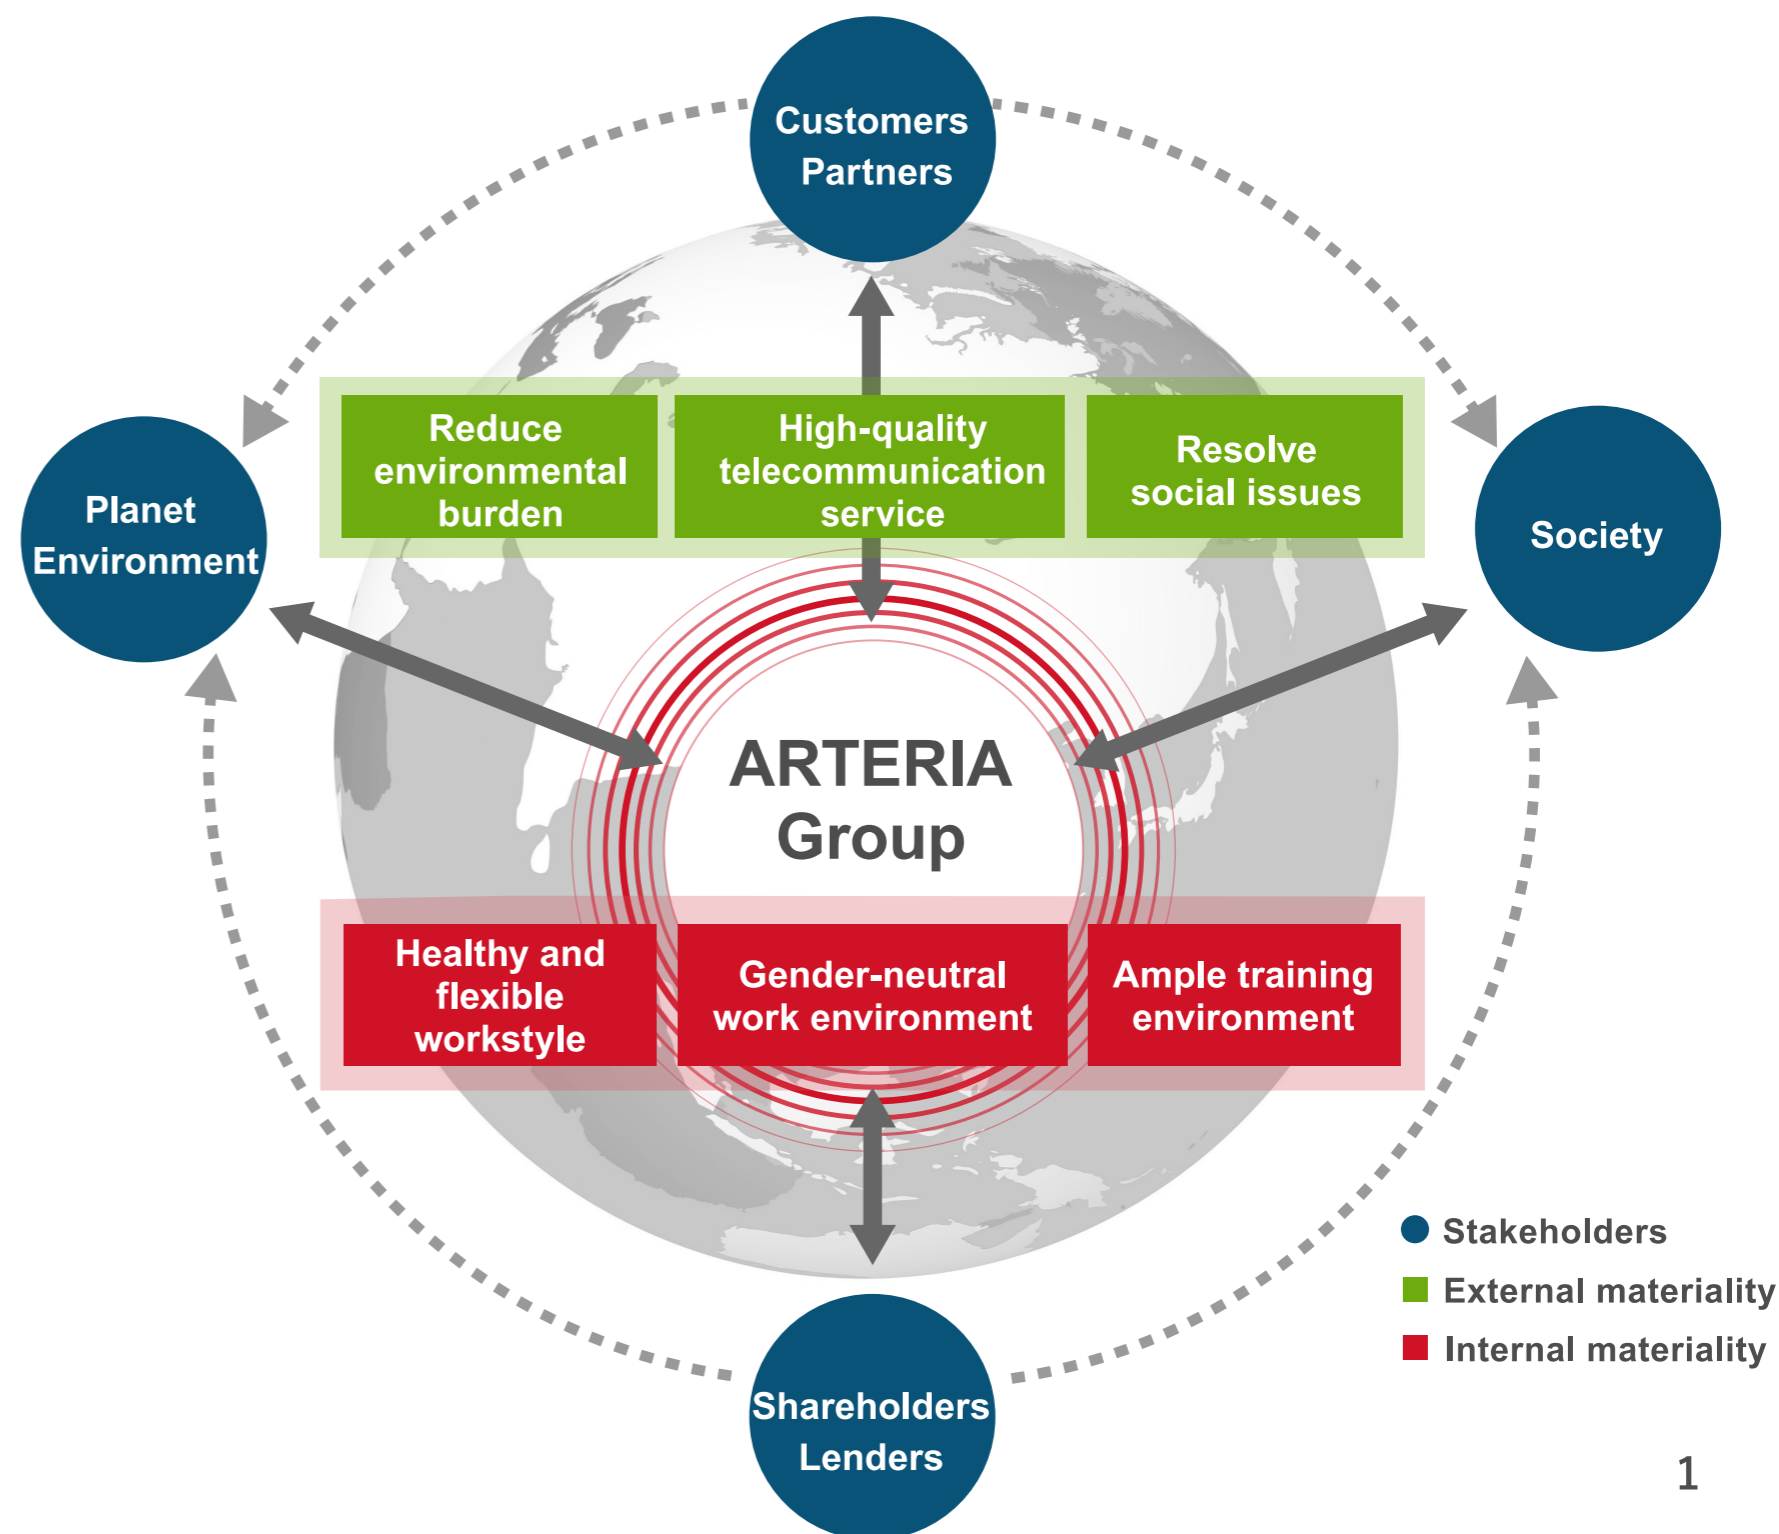 Customers
Partners
Reduce
environmental
burden
High-quality
telecommunication
service
Resolve
social issues
Planet
Environment
Society
ARTERIA
Group
Healthy and
flexible
workstyle
Gender-neutral
work environment
Ample training
environment
Stakeholders
External materiality
Internal materiality
Shareholders
Lenders
1